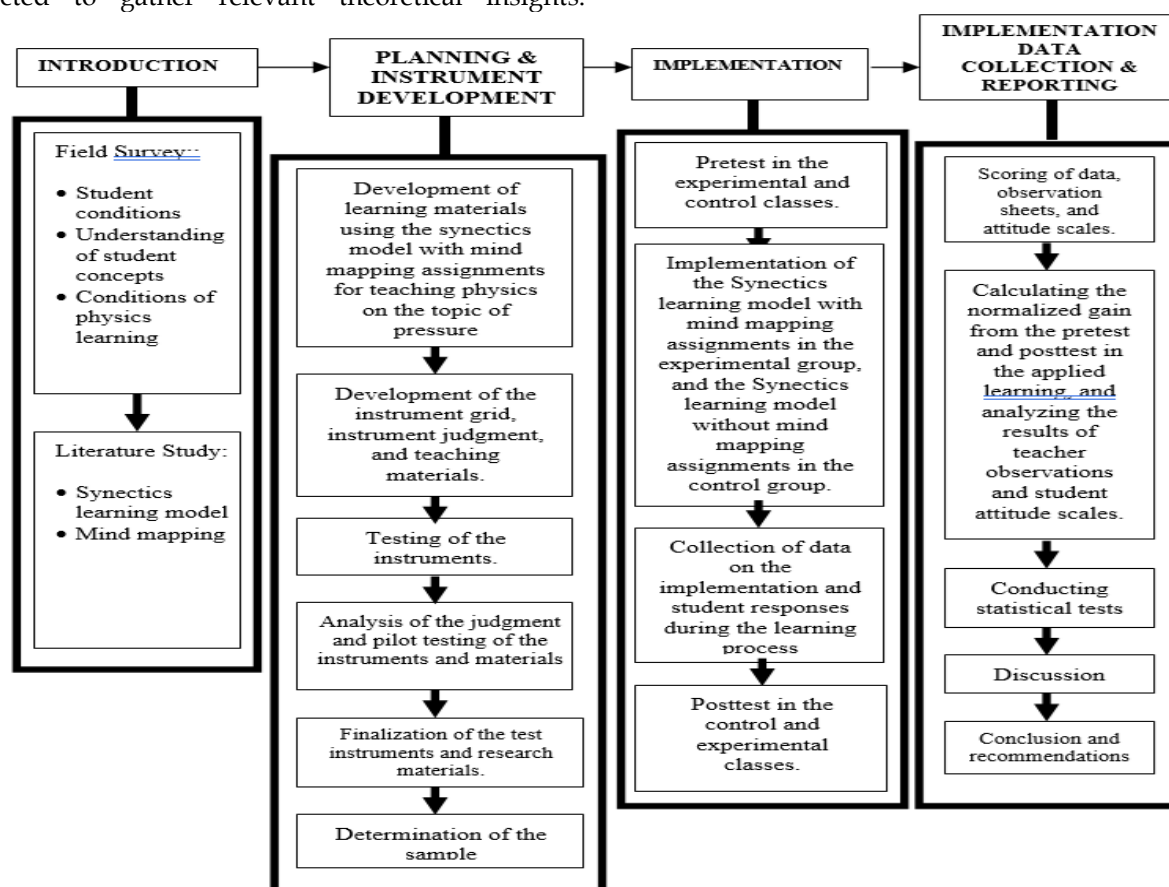 cted to gather relevant theoretical insights.
INTRODUCTION
PLANNING &
INSTRUMENT
DEVELOPMENT
IMPLEMENTATION
IMPLEMENTATION
DATA
COLLECTION &
REPORTING
Field Survey:
• Student
conditions
• Understanding
of student
concepts
• Conditions of
physics
learning
Literature Study:
• Synectics
learning model
• Mind mapping
Development of
learning materials
using the synectics
model with mind
mapping assignments
for teaching physics
on the topic of
pressure
Development of the
instrument grid,
instrument judgment,
and teaching
materials.
Testing of the
instruments.
Analysis of the judgment
and pilot testing of the
instruments and materials
Finalization of the test
instruments and research
materials.
Determination of the
sample
Pretest in the
experimental and
control classes.
Implementation of
the Synectics
learning model with
mind mapping
assignments in the
experimental group,
and the Synectics
learning model
without mind
mapping
assignments in the
control group.
Collection of data
on the
implementation and
student responses
during the learning
process
Posttest in the
control and
experimental
classes.
Scoring of data,
observation
sheets, and
attitude scales.
Calculating the
normalized gain
from the pretest
and posttest in
the applied
learning, and
analyzing the
results of
teacher
observations
and student
attitude scales.
Conducting
statistical tests
Discussion
Conclusion and
recommendations